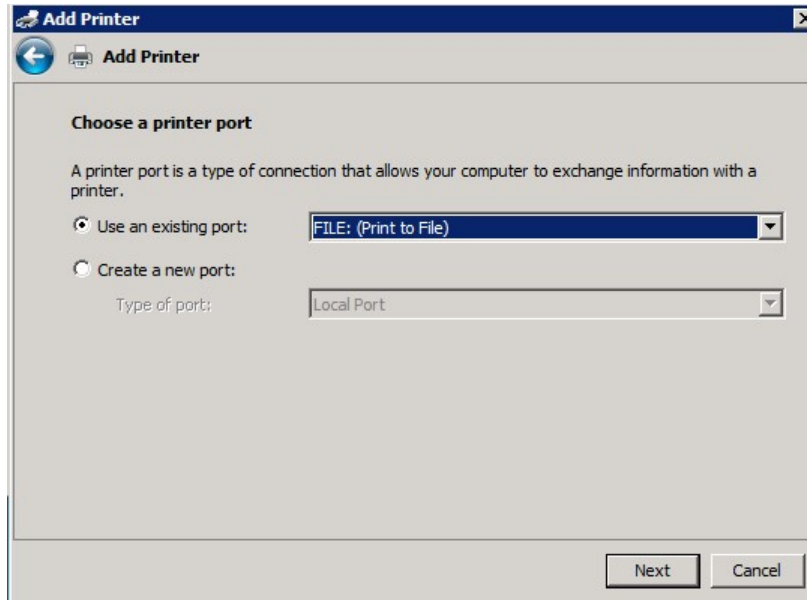 Add Printer
Add Printer
Choose a printer port
A printer port is a type of connection that allows your computer to exchange information with a
printer.
Use an existing port: FILE: (Print to File)
Create a new port:
Type of port: Local Port
Next Cancel